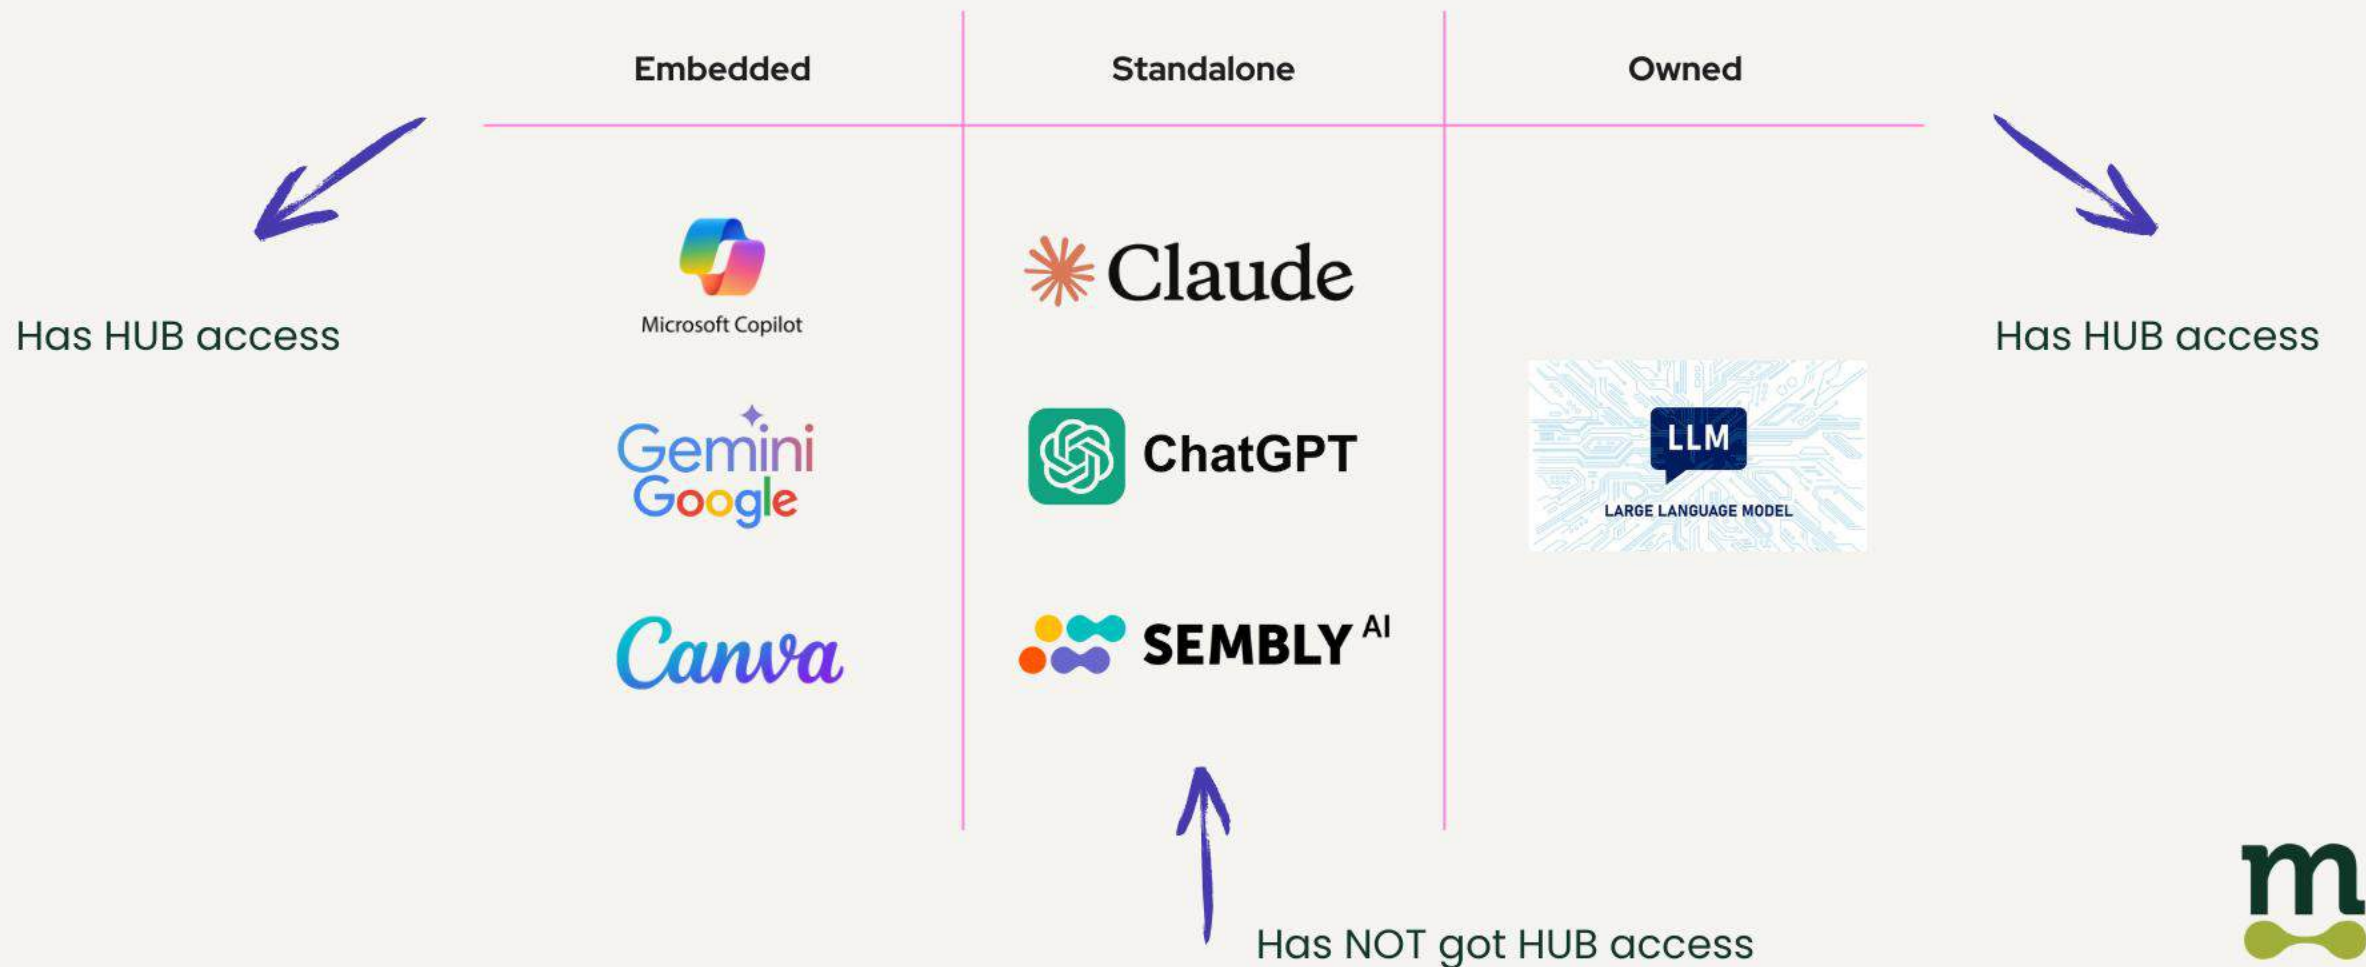 Embedded
Standalone
Owned
Has HUB access
Microsoft Copilot
Gemini
Google
Canva
Claude
ChatGPT
SEMBLY AI
LLM
LARGE LANGUAGE MODEL
Has HUB access
Has NOT got HUB access
m